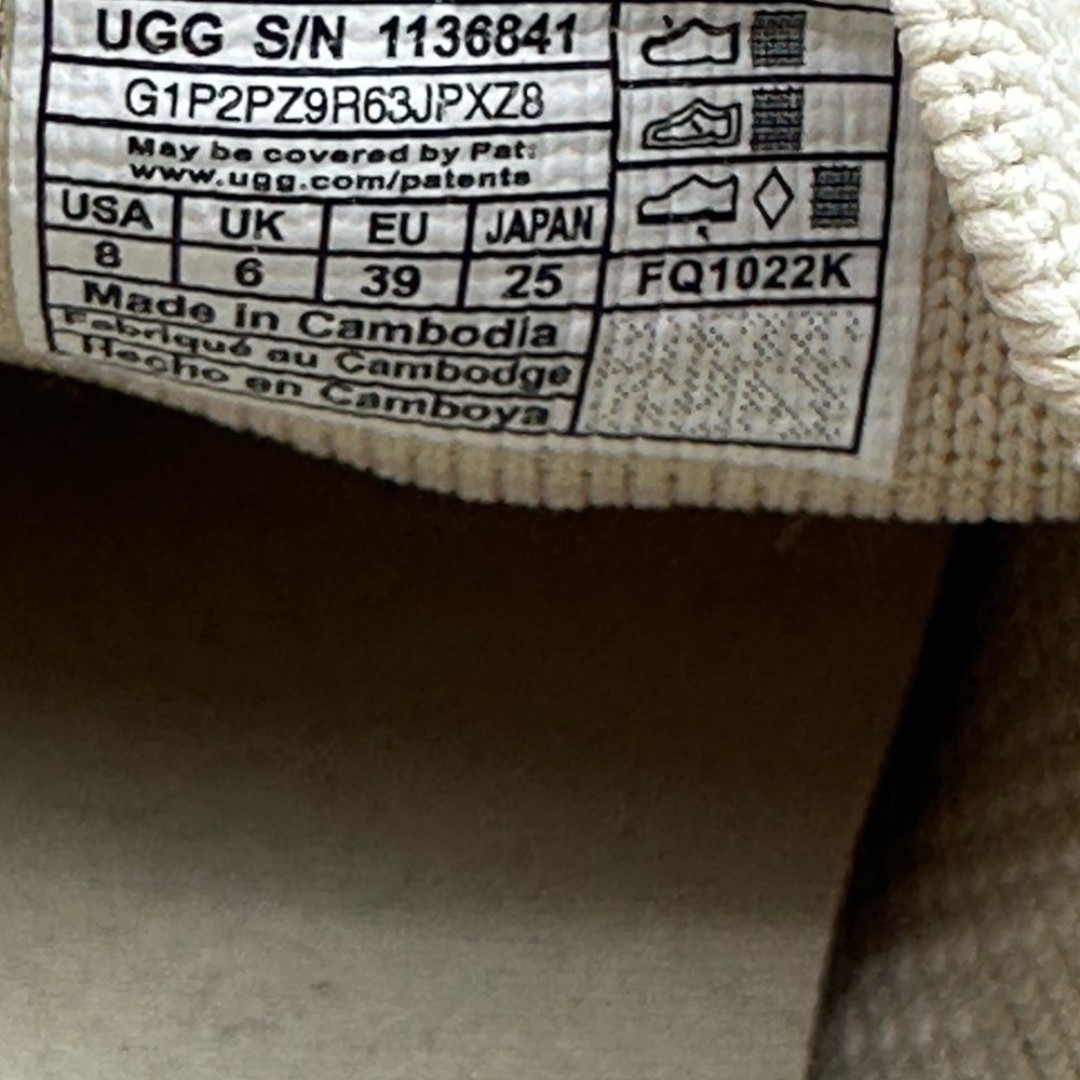 UGG S/N 1136841
G1P2PZ9R63JPXZ8
May be covered by Pat:
www.ugg.com/patents
USA UK EU JAPAN
8 6 39 25
FQ1022K
Made in Cambodia
Fabriqué au Cambodge
Hecho en Camboya